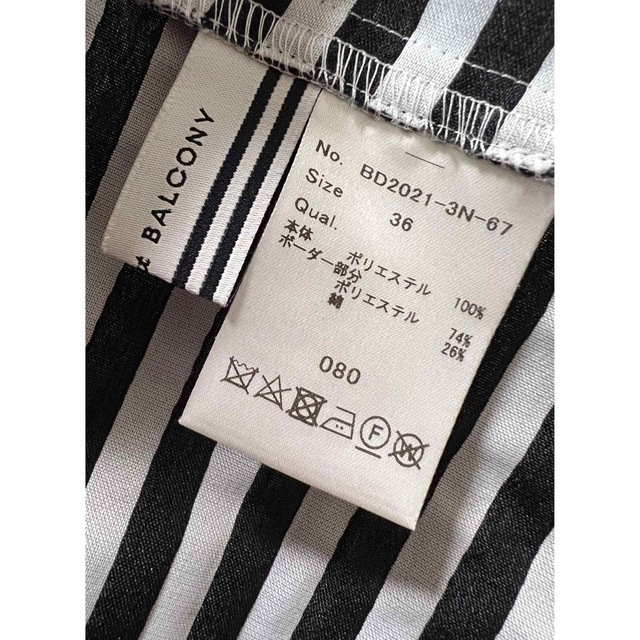 BALCONY
No. BD2021-3N-67
Size 36
Qual.
本体 ポリエステル 100%
ボーダー部分
ポリエステル 74%
綿 26%
080
F
W